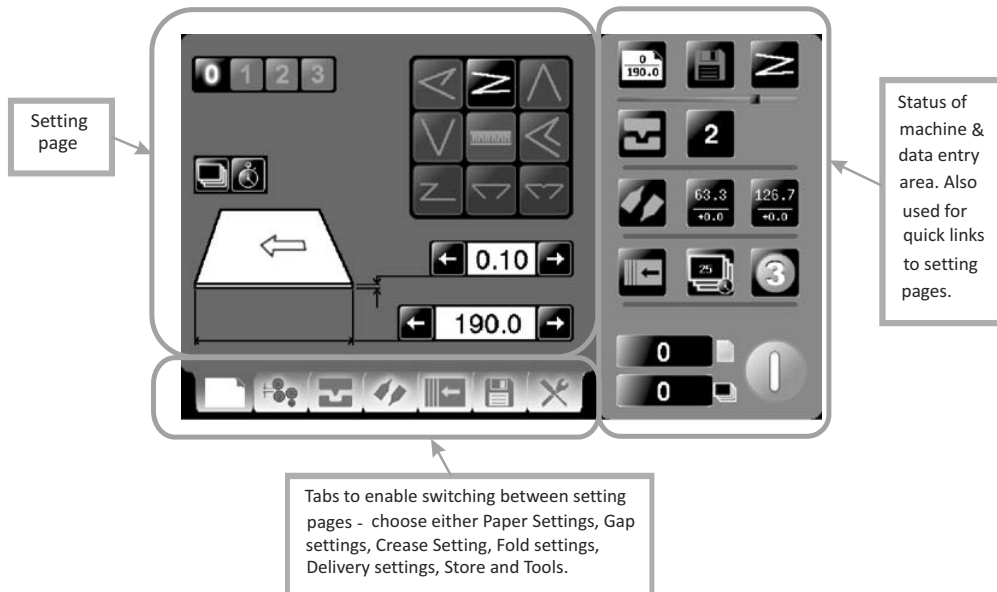 Setting
page
0 1 2 3
0.10
190.0
0
190.0
2
63.3
+0.0
126.7
+0.0
25
3
0
0
Status of
machine &
data entry
area. Also
used for
quick links
to setting
pages.
Tabs to enable switching between setting
pages - choose either Paper Settings, Gap
settings, Crease Setting, Fold settings,
Delivery settings, Store and Tools.